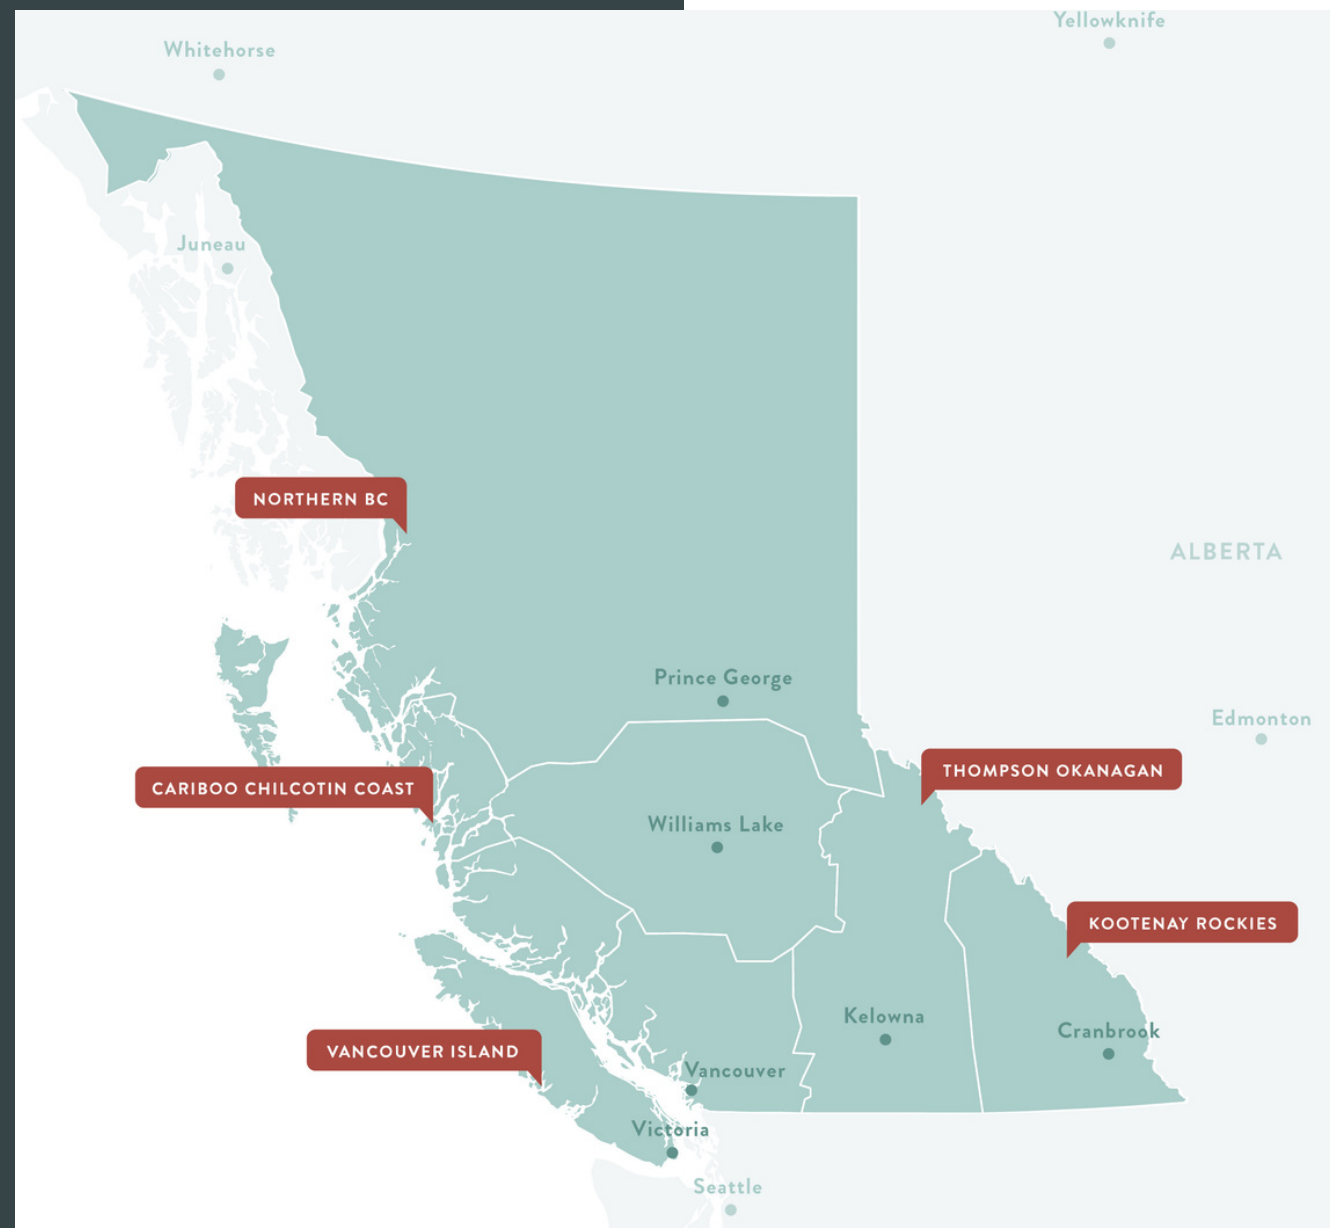 Yellowknife
Whitehorse
Juneau
NORTHERN BC
ALBERTA
Prince George
Edmonton
THOMPSON OKANAGAN
CARIBOO CHILCOTIN COAST
Williams Lake
KOOTENAY ROCKIES
Kelowna
Cranbrook
VANCOUVER ISLAND
Vancouver
Victoria
Seattle